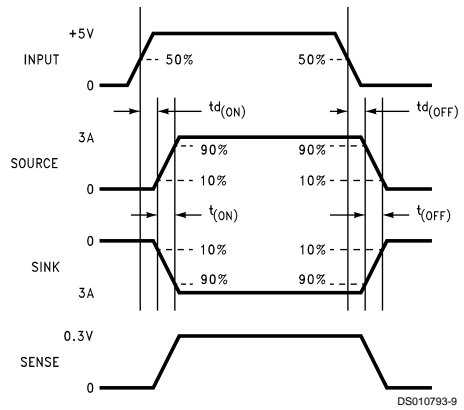 +5V
INPUT
50%
50%
0
td(ON)
td(OFF)
3A
90%
90%
SOURCE
10%
10%
0
t(ON)
t(OFF)
0
10%
10%
SINK
90%
90%
3A
0.3V
SENSE
0
DS010793-9